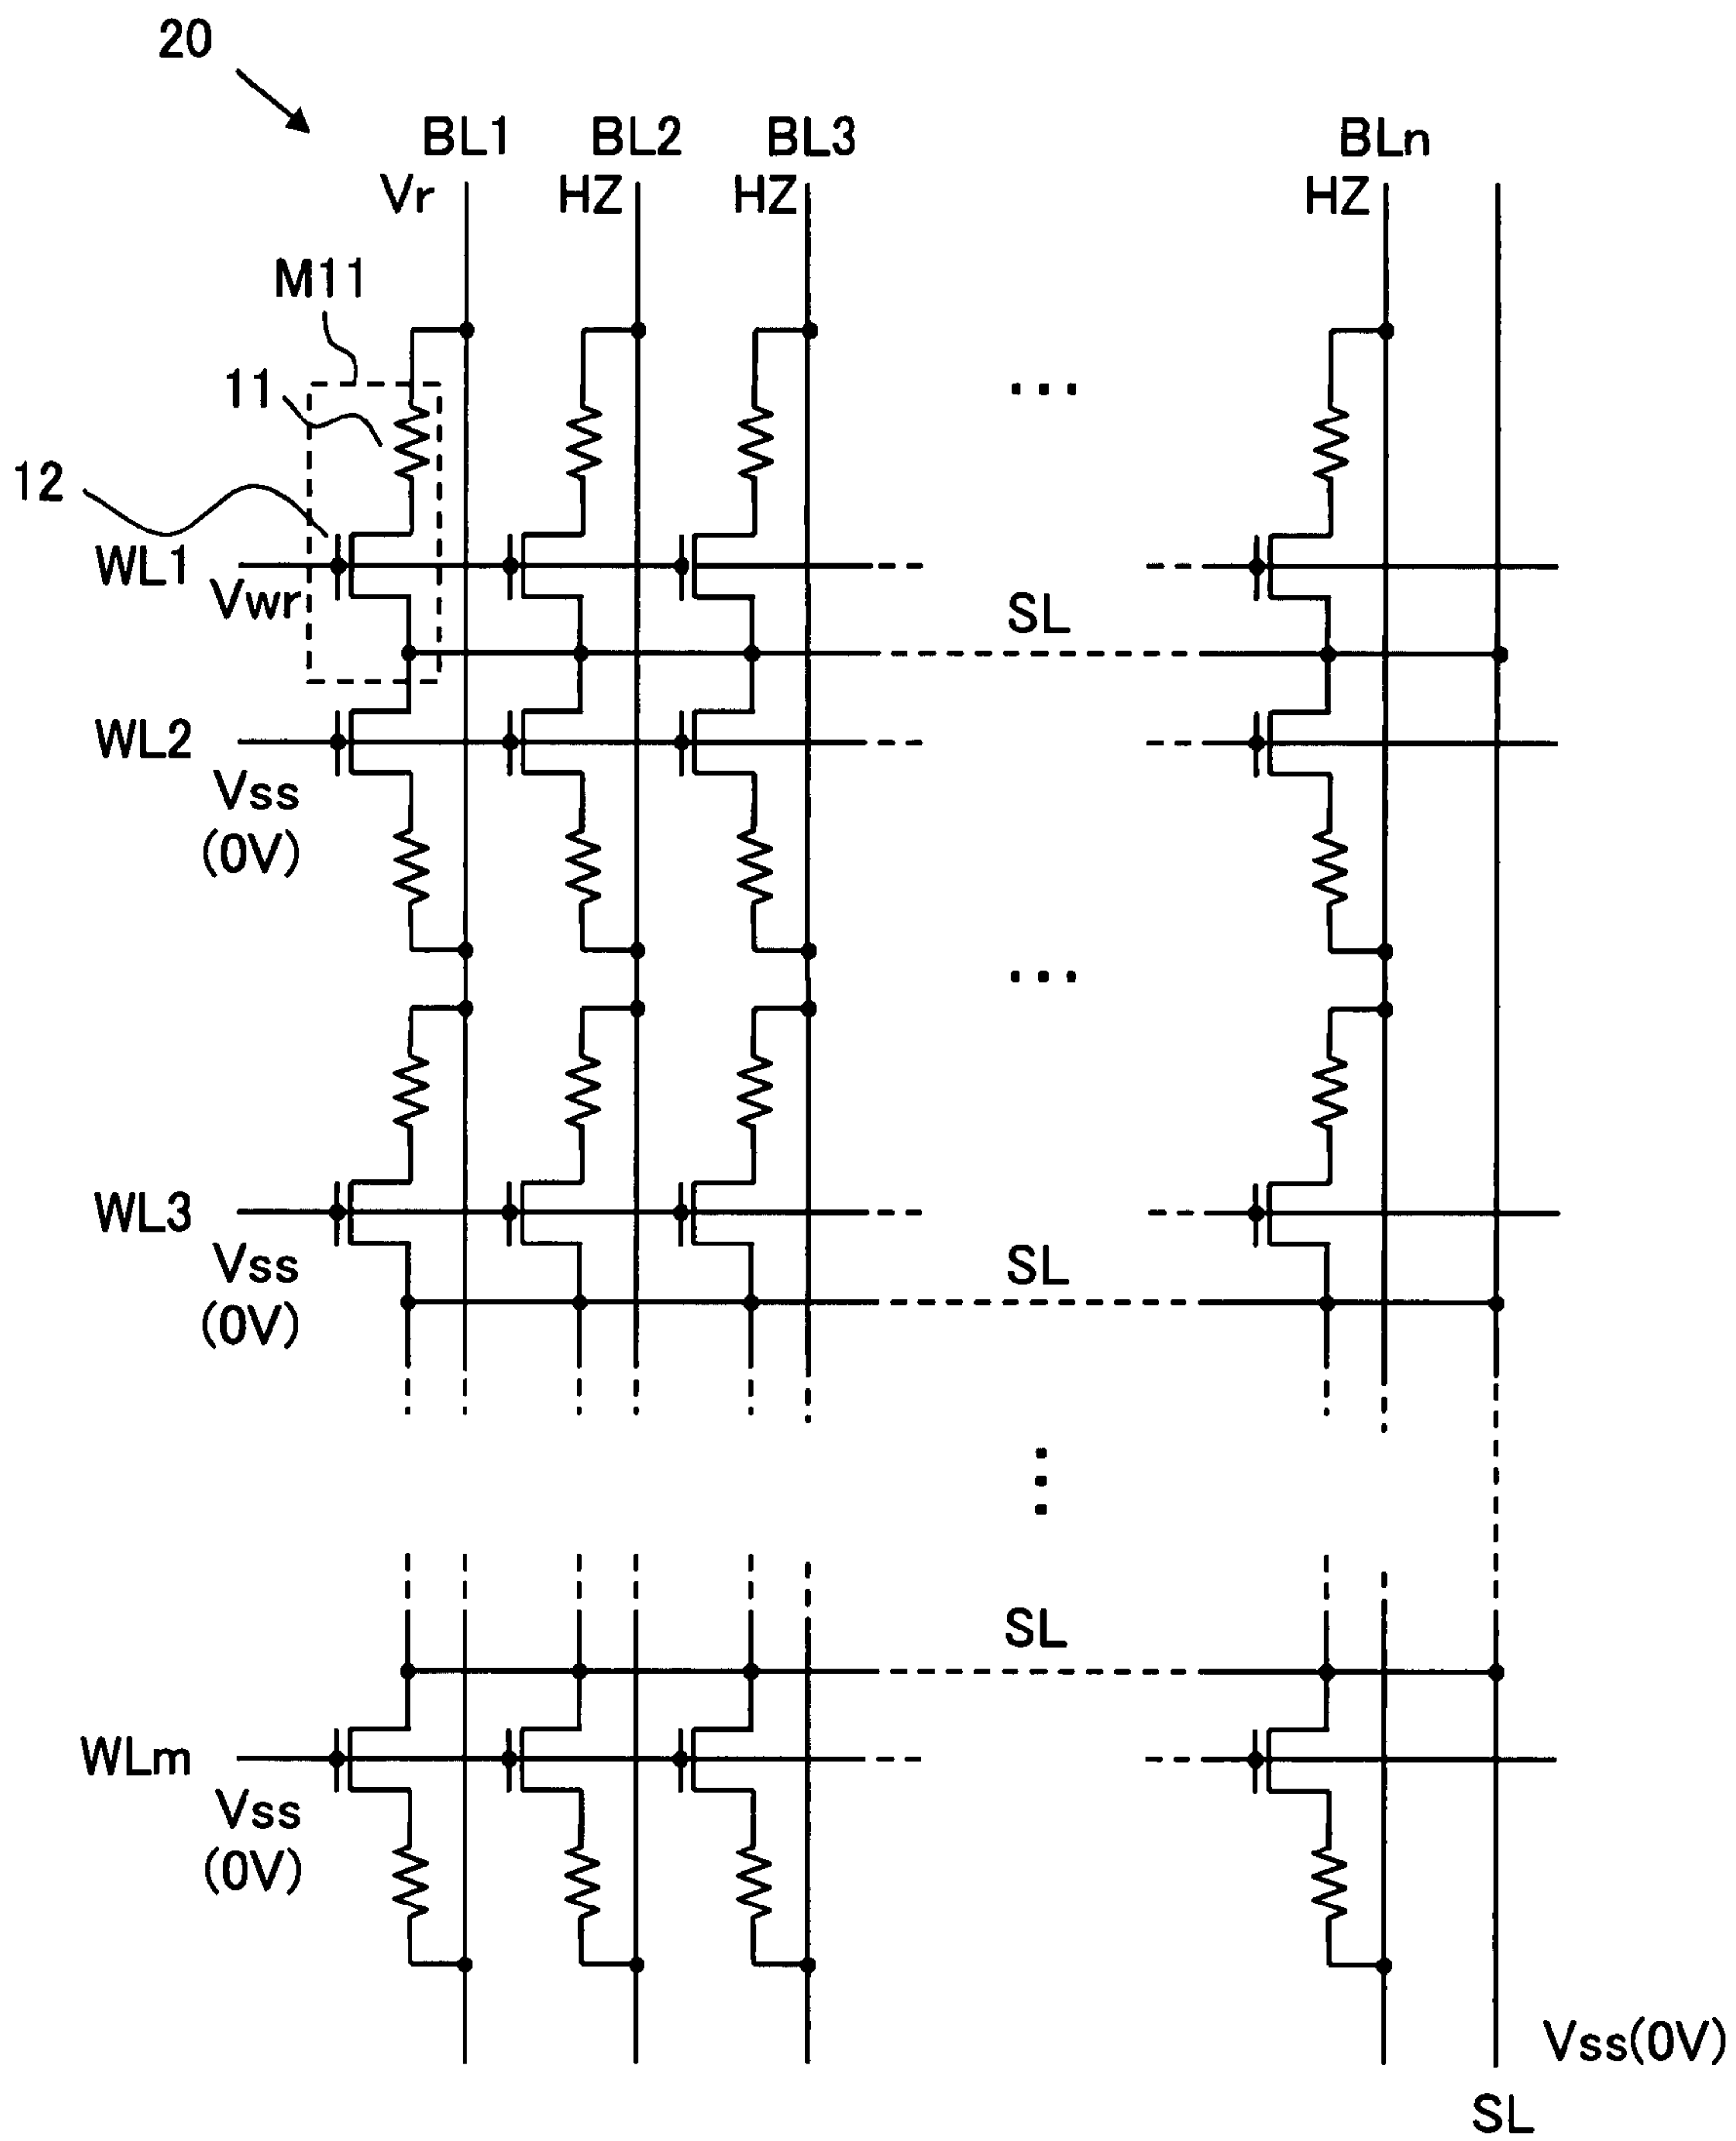 20
BL1 BL2 BL3 BLn
Vr HZ HZ HZ
M11
11
12
WL1
Vwr
SL
WL2
Vss
(0V)
WL3
Vss
(0V)
SL
SL
WLm
Vss
(0V)
Vss(0V)
SL